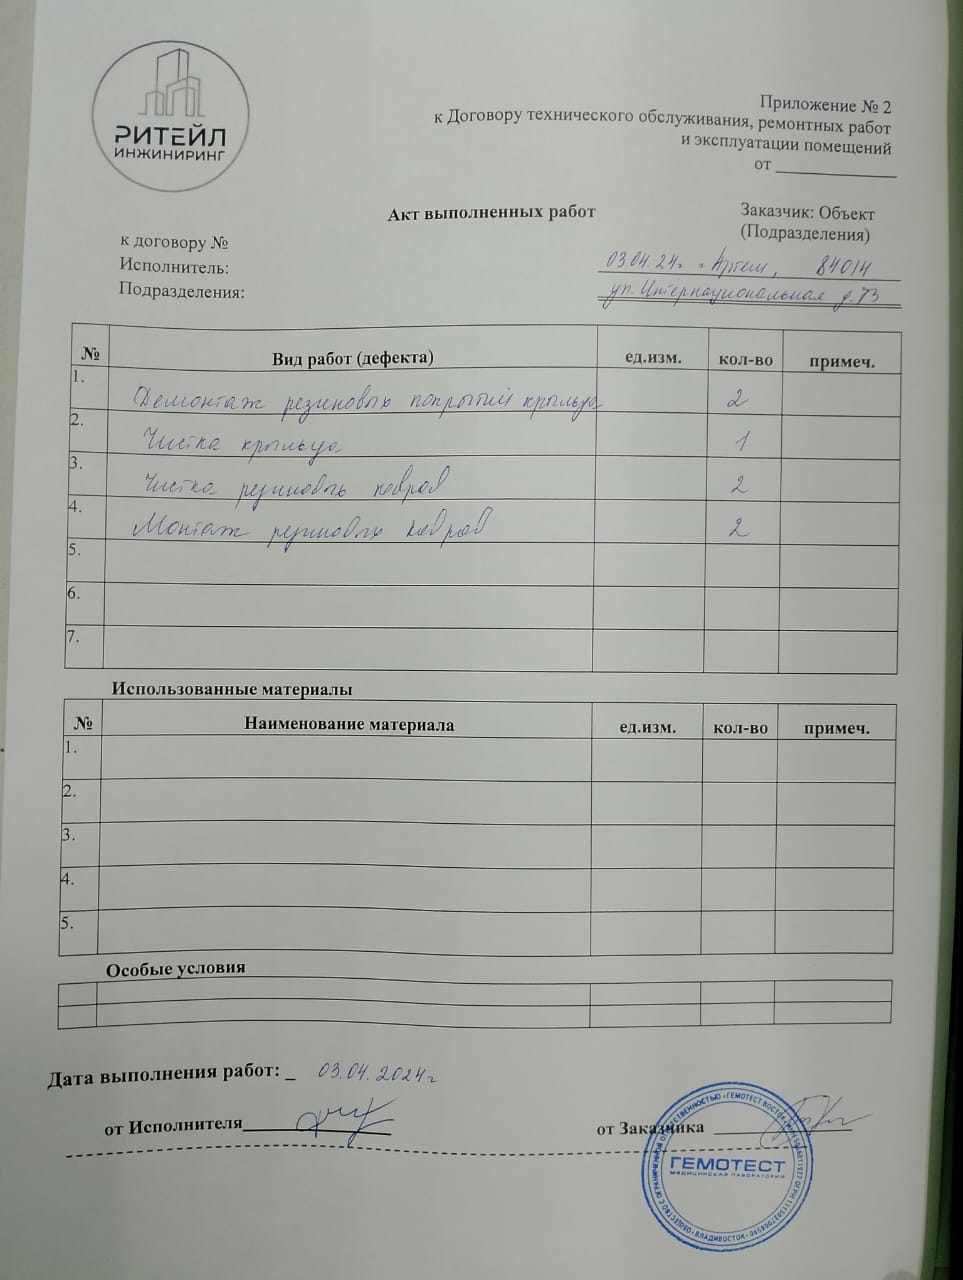 РИТЕЙЛ
ИНЖИНИРИНГ
Приложение № 2
к Договору технического обслуживания, ремонтных работ
и эксплуатации помещений
от
Акт выполненных работ
Заказчик: Объект
(Подразделения)
к договору №
Исполнитель:
Подразделения:
03.04.24г. г. Артем, 84014
ул. Интернациональная д.73
№ Вид работ (дефекта) ед.изм. кол-во примеч.
1. Демонтаж резиновых покрытий крыльца 2
2. Чистка крыльца 1
3. Чистка резиновых ковров 2
4. Монтаж резиновых ковров 2
5.
6.
7.
Использованные материалы
№ Наименование материала ед.изм. кол-во примеч.
1.
2.
3.
4.
5.
Особые условия
Дата выполнения работ: _ 03.04.2024г
от Исполнителя
от Заказчика
ГЕМОТЕСТ
МЕДИЦИНСКАЯ ЛАБОРАТОРИЯ
ОБЩЕСТВО С ОГРАНИЧЕННОЙ ОТВЕТСТВЕННОСТЬЮ «ГЕМОТЕСТ ВОСТОК»
ВЛАДИВОСТОК